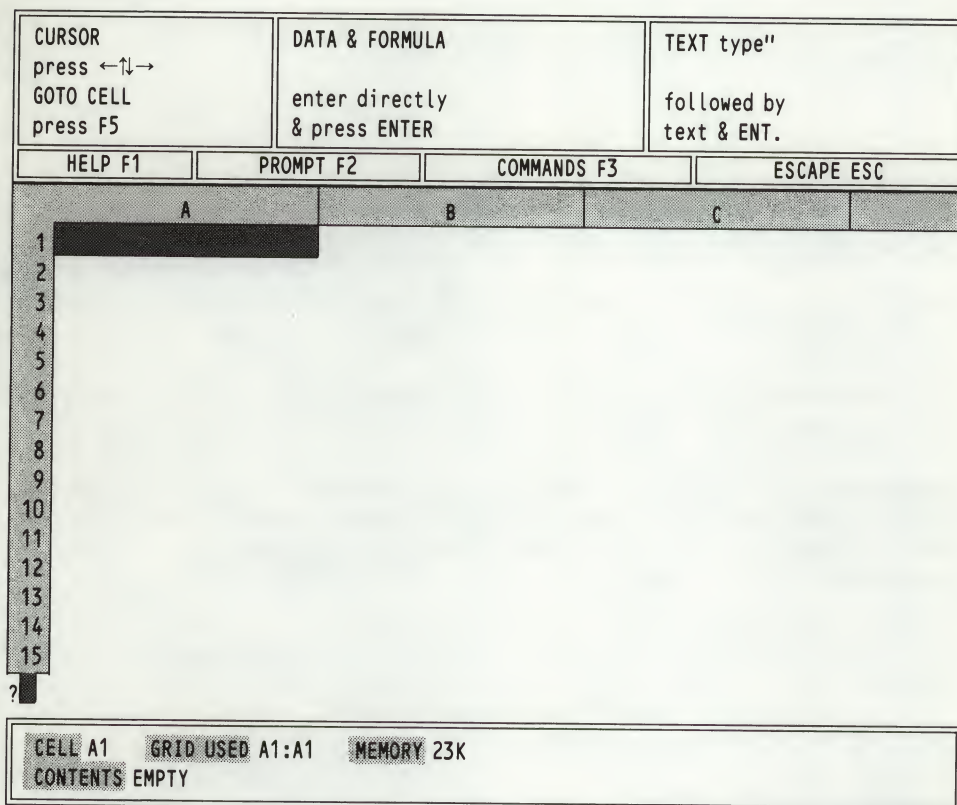 CURSOR
press ←↑↓→
GOTO CELL
press F5
DATA & FORMULA
enter directly
& press ENTER
TEXT type"
followed by
text & ENT.
HELP F1 PROMPT F2 COMMANDS F3 ESCAPE ESC
A B C
1
2
3
4
5
6
7
8
9
10
11
12
13
14
15
?
CELL A1 GRID USED A1:A1 MEMORY 23K
CONTENTS EMPTY